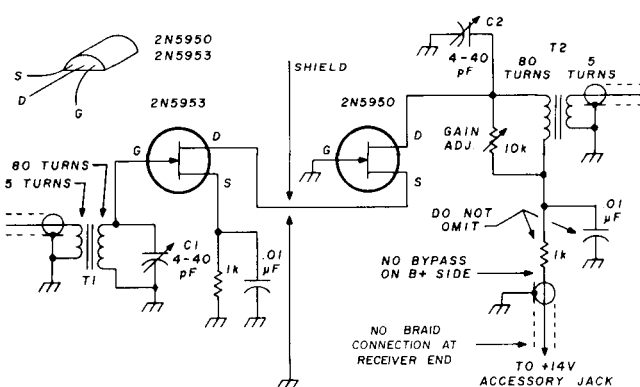 2N5950
2N5953
S
D
G
2N5953
G
D
S
80 TURNS
5 TURNS
T1
C1
4-40
pF
1k
.01
µF
SHIELD
2N5950
G
D
S
C2
4-40
pF
GAIN
ADJ.
10k
T2
80
TURNS
5
TURNS
.01
µF
DO NOT
OMIT
1k
NO BYPASS
ON B+ SIDE
NO BRAID
CONNECTION AT
RECEIVER END
TO +14V
ACCESSORY JACK